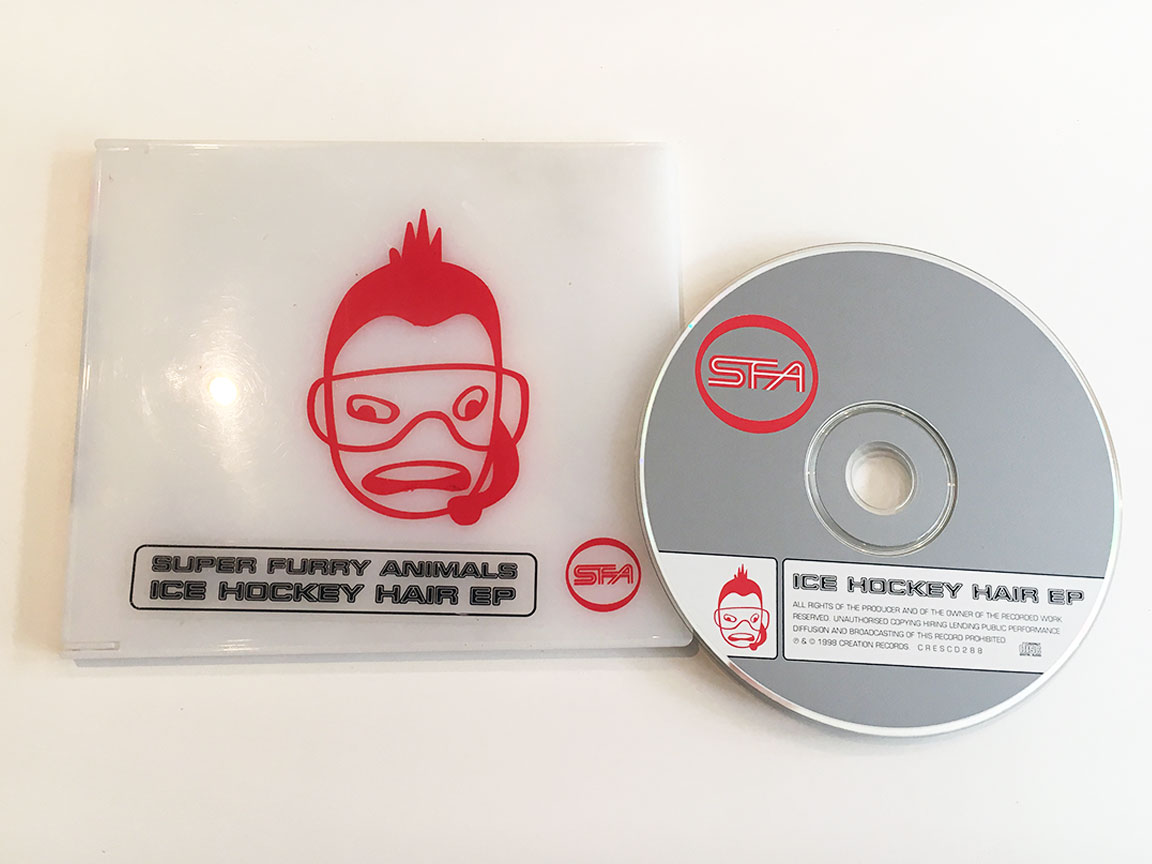 SUPER FURRY ANIMALS
ICE HOCKEY HAIR EP
SFA
SFA
ICE HOCKEY HAIR EP
ALL RIGHTS OF THE PRODUCER AND OF THE OWNER OF THE RECORDED WORK
RESERVED. UNAUTHORISED COPYING HIRING LENDING PUBLIC PERFORMANCE
DIFFUSION AND BROADCASTING OF THIS RECORD PROHIBITED
℗ & © 1998 CREATION RECORDS. CRESCD288